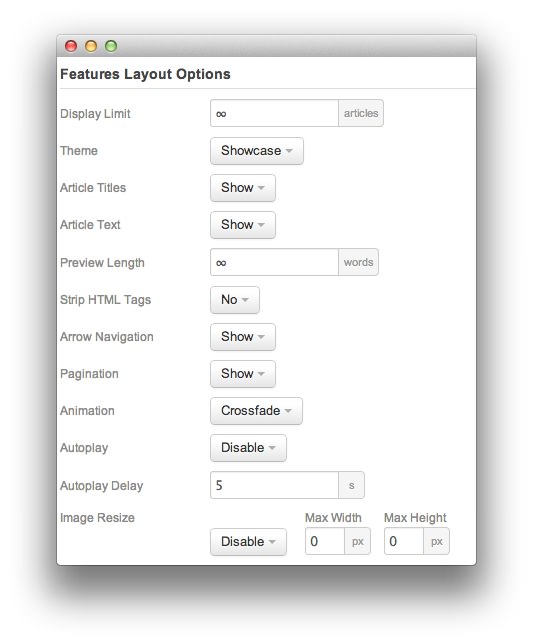 Features Layout Options
Display Limit ∞ articles
Theme Showcase
Article Titles Show
Article Text Show
Preview Length ∞ words
Strip HTML Tags No
Arrow Navigation Show
Pagination Show
Animation Crossfade
Autoplay Disable
Autoplay Delay 5 s
Image Resize Max Width Max Height
Disable 0 px 0 px